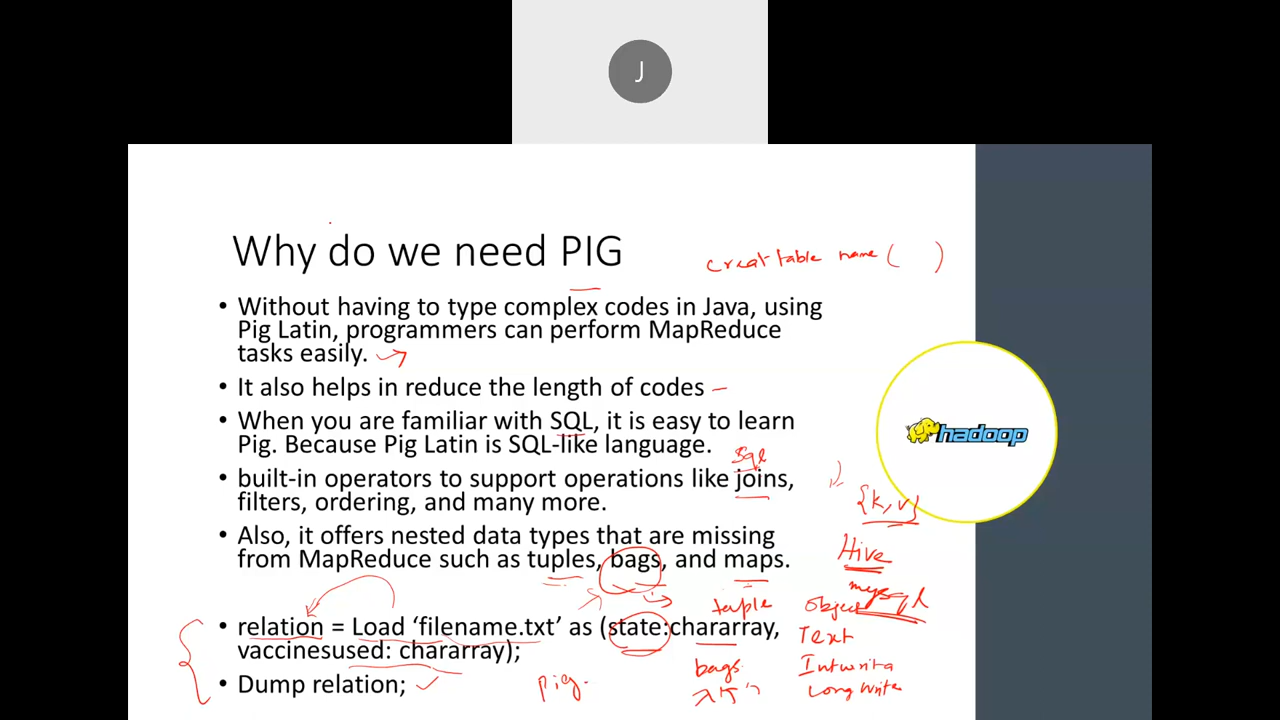 J
Why do we need PIG
creat table name ( )
• Without having to type complex codes in Java, using
Pig Latin, programmers can perform MapReduce
tasks easily.
• It also helps in reduce the length of codes
• When you are familiar with SQL, it is easy to learn
Pig. Because Pig Latin is SQL-like language.
hadoop
sql
• built-in operators to support operations like joins,
filters, ordering, and many more.
{k, v}
• Also, it offers nested data types that are missing
from MapReduce such as tuples, bags, and maps.
Hive
mysql
tuple
object
• relation = Load ‘filename.txt’ as (state:chararray,
vaccinesused: chararray);
Text
bags
Intwrita
• Dump relation;
pig.
longwrite